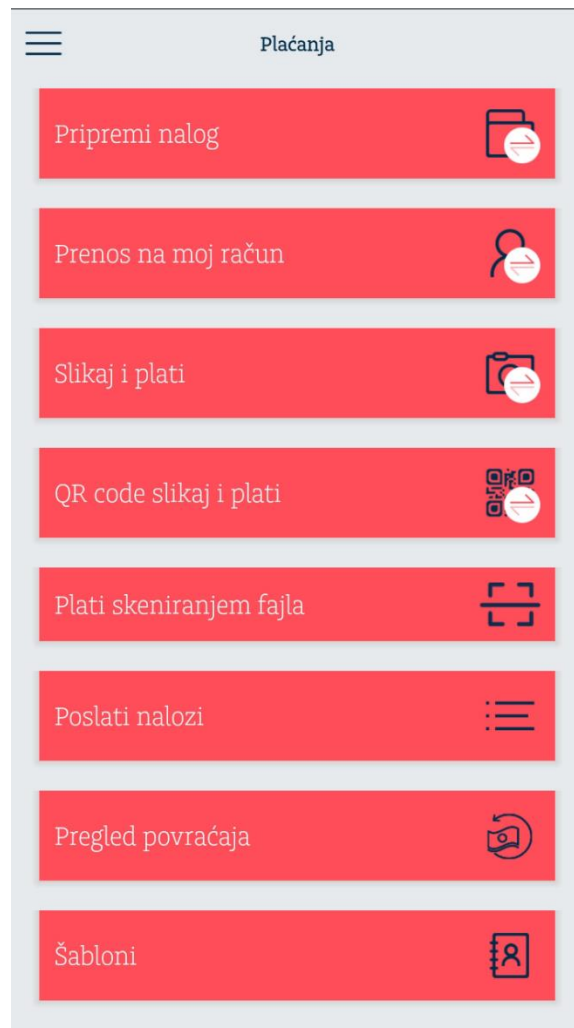 Plaćanja
Pripremi nalog
Prenos na moj račun
Slikaj i plati
QR code slikaj i plati
Plati skeniranjem fajla
Poslati nalozi
Pregled povraćaja
Šabloni